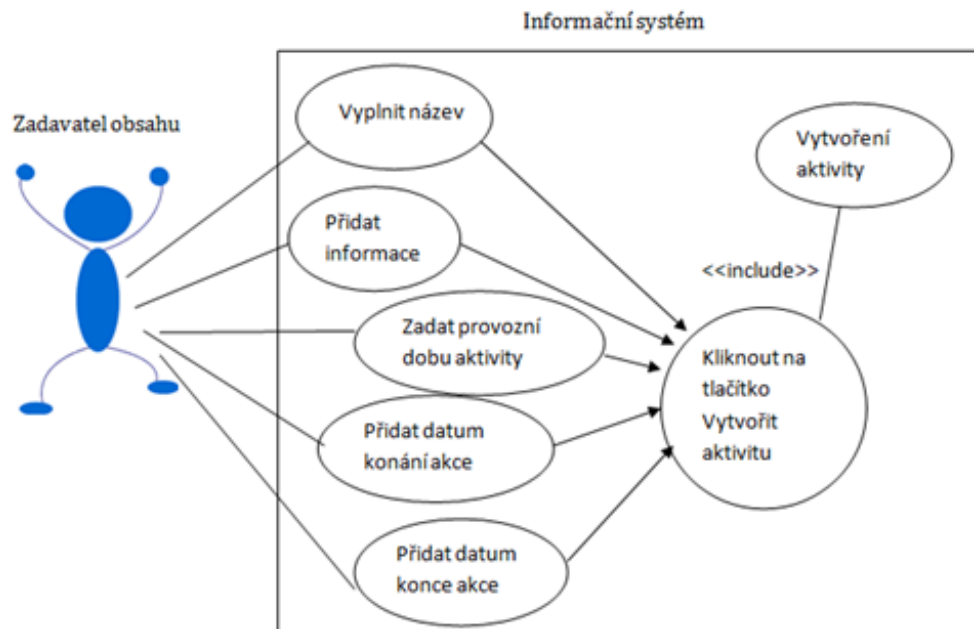 Informační systém
Zadavatel obsahu
Vyplnit název
Vytvoření
aktivity
Přidat
informace
<<include>>
Zadat provozní
dobu aktivity
Kliknout na
tlačítko
Vytvořit
aktivitu
Přidat datum
konání akce
Přidat datum
konce akce